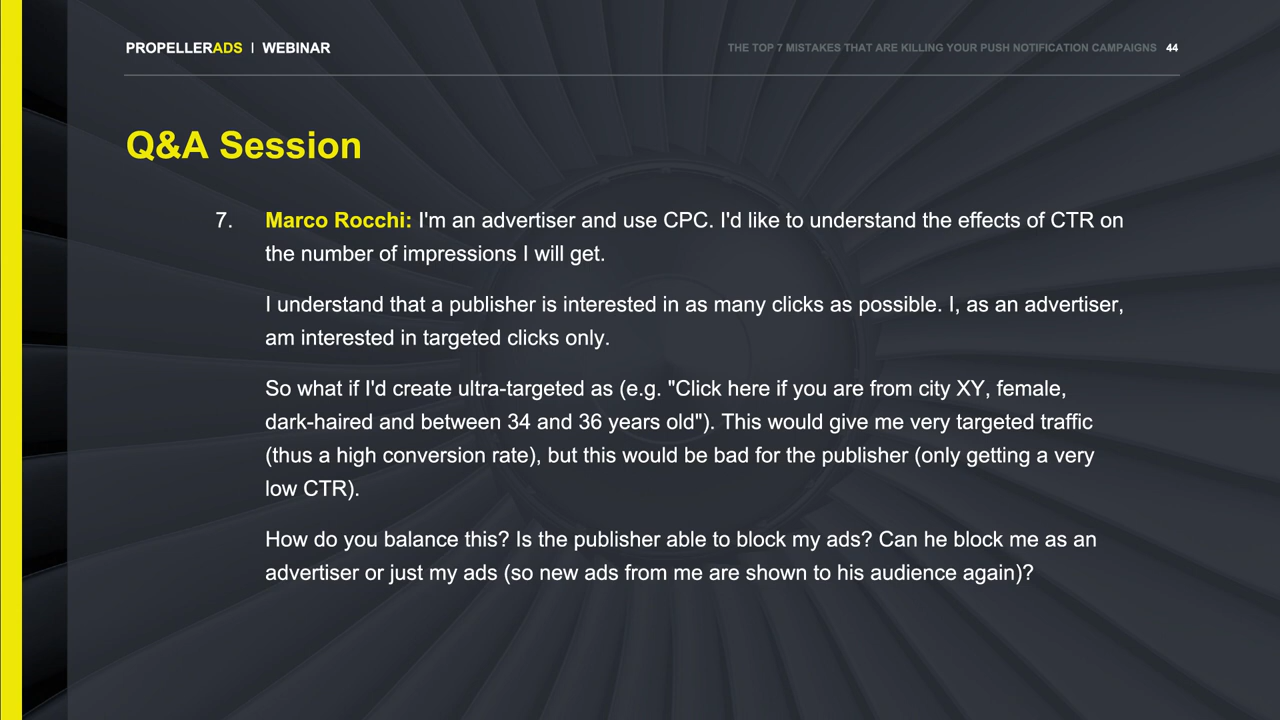 PROPELLERADS | WEBINAR
THE TOP 7 MISTAKES THAT ARE KILLING YOUR PUSH NOTIFICATION CAMPAIGNS 44
Q&A Session
7. Marco Rocchi: I'm an advertiser and use CPC. I'd like to understand the effects of CTR on
the number of impressions I will get.
I understand that a publisher is interested in as many clicks as possible. I, as an advertiser,
am interested in targeted clicks only.
So what if I'd create ultra-targeted as (e.g. "Click here if you are from city XY, female,
dark-haired and between 34 and 36 years old"). This would give me very targeted traffic
(thus a high conversion rate), but this would be bad for the publisher (only getting a very
low CTR).
How do you balance this? Is the publisher able to block my ads? Can he block me as an
advertiser or just my ads (so new ads from me are shown to his audience again)?